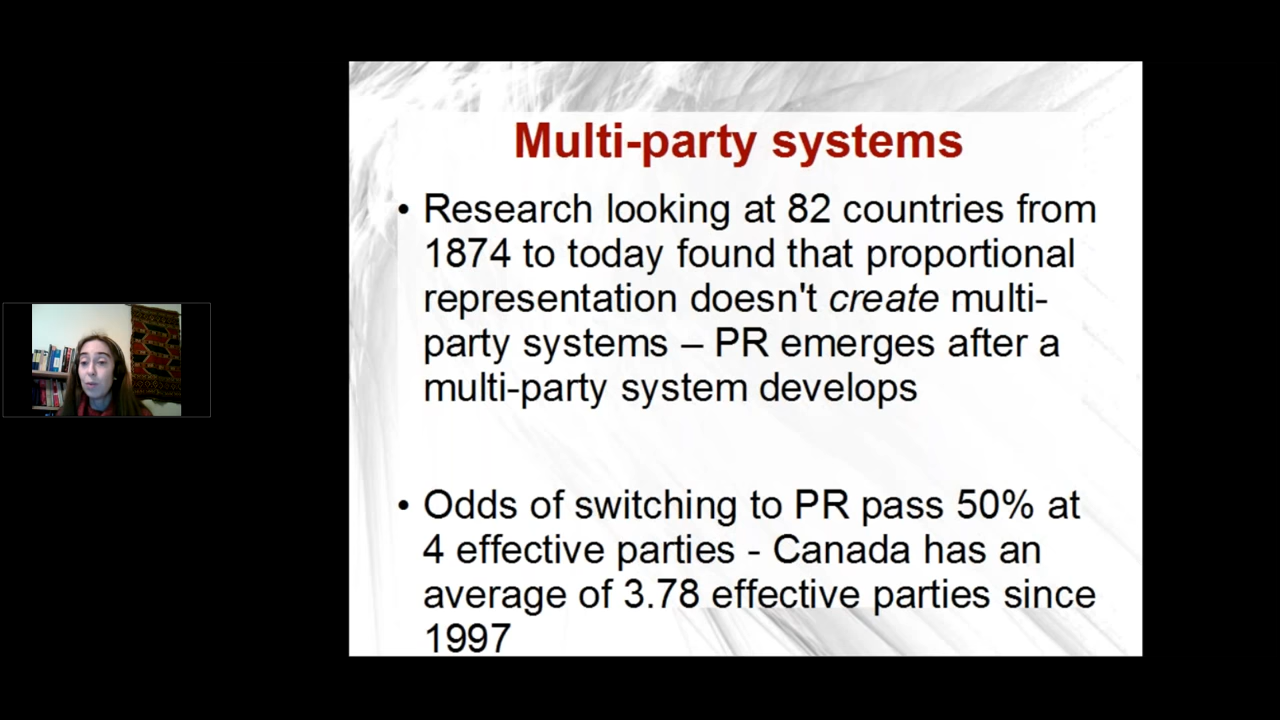 Multi-party systems
• Research looking at 82 countries from
1874 to today found that proportional
representation doesn't create multi-
party systems – PR emerges after a
multi-party system develops
• Odds of switching to PR pass 50% at
4 effective parties - Canada has an
average of 3.78 effective parties since
1997